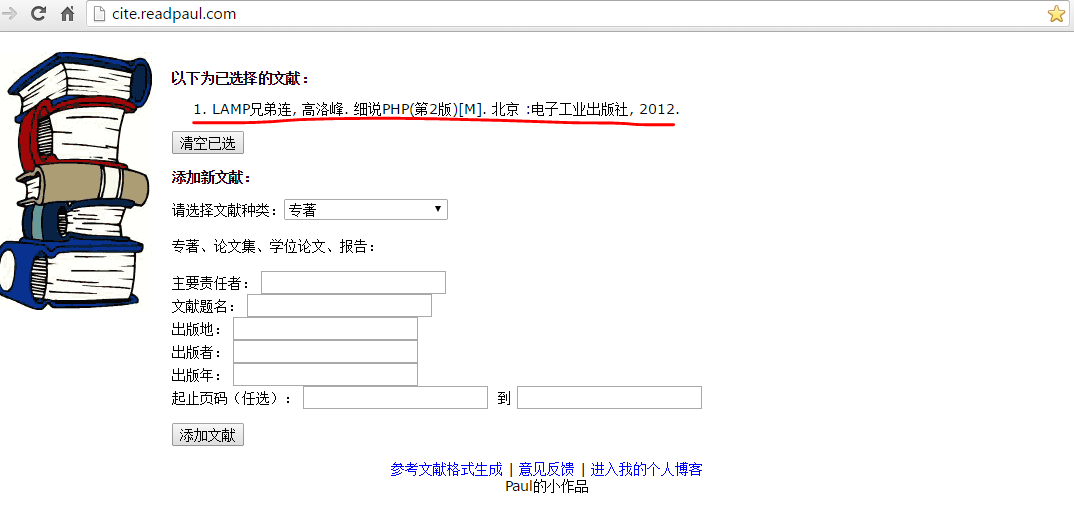 cite.readpaul.com
以下为已选择的文献：
1. LAMP兄弟连, 高洛峰. 细说PHP(第2版)[M]. 北京 :电子工业出版社, 2012.
清空已选
添加新文献：
请选择文献种类：专著
专著、论文集、学位论文、报告：
主要责任者：
文献题名：
出版地：
出版者：
出版年：
起止页码（任选）： 到
添加文献
参考文献格式生成 | 意见反馈 | 进入我的个人博客
Paul的小作品